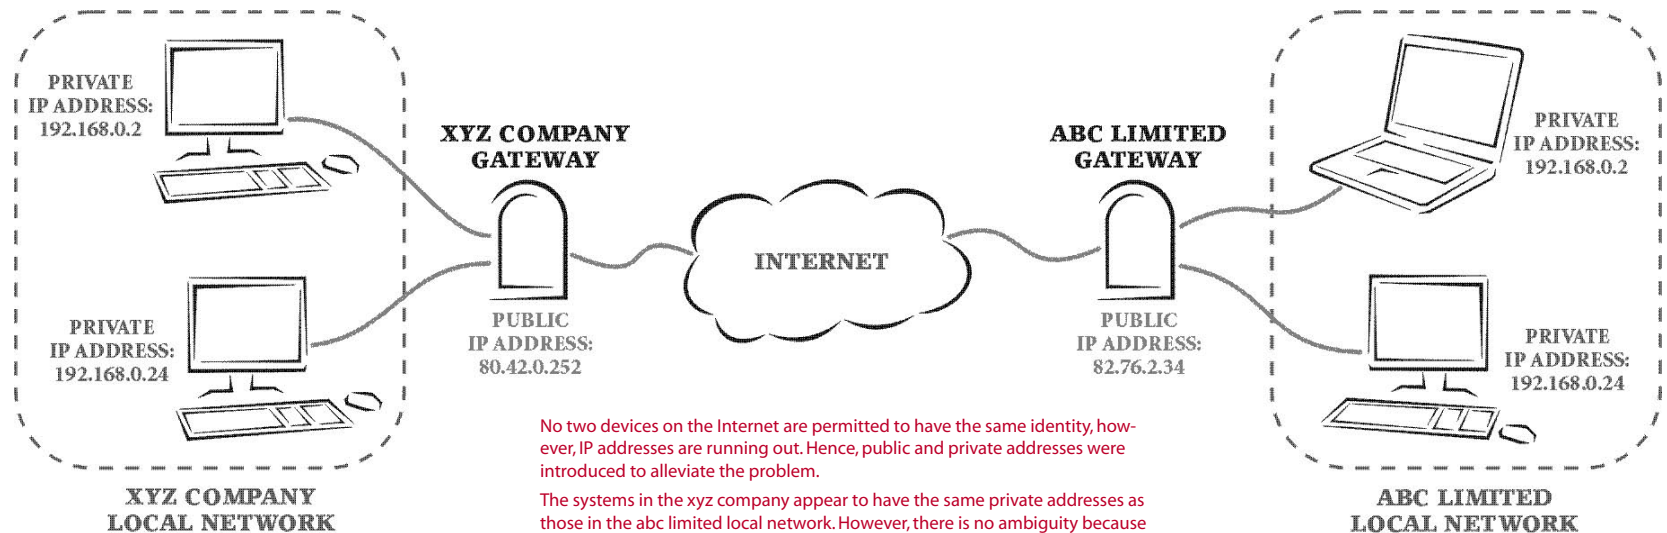 PRIVATE
IP ADDRESS:
192.168.0.2
PRIVATE
IP ADDRESS:
192.168.0.24
XYZ COMPANY
LOCAL NETWORK
XYZ COMPANY
GATEWAY
PUBLIC
IP ADDRESS:
80.42.0.252
INTERNET
ABC LIMITED
GATEWAY
PUBLIC
IP ADDRESS:
82.76.2.34
PRIVATE
IP ADDRESS:
192.168.0.2
PRIVATE
IP ADDRESS:
192.168.0.24
ABC LIMITED
LOCAL NETWORK
No two devices on the Internet are permitted to have the same identity, how-
ever, IP addresses are running out. Hence, public and private addresses were
introduced to alleviate the problem.
The systems in the xyz company appear to have the same private addresses as
those in the abc limited local network. However, there is no ambiguity because